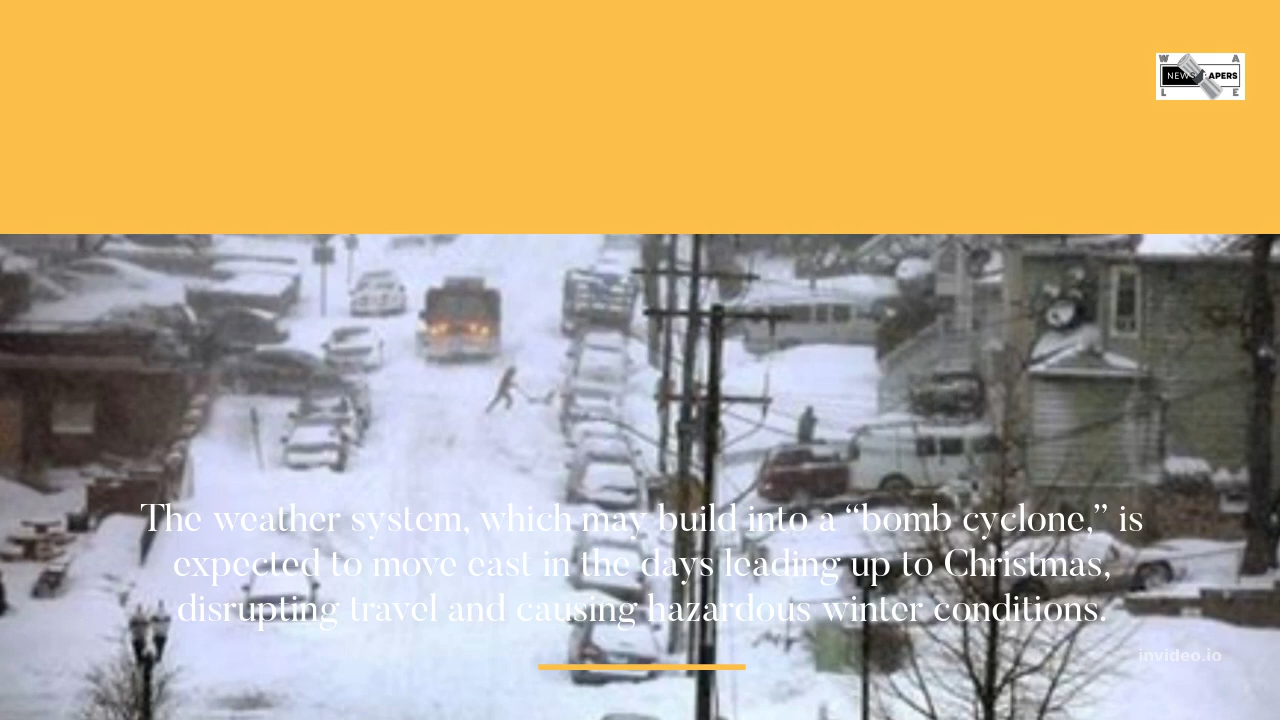 W A
NEWS APERS
L E
The weather system, which may build into a “bomb cyclone,” is
expected to move east in the days leading up to Christmas,
disrupting travel and causing hazardous winter conditions.
invideo.io